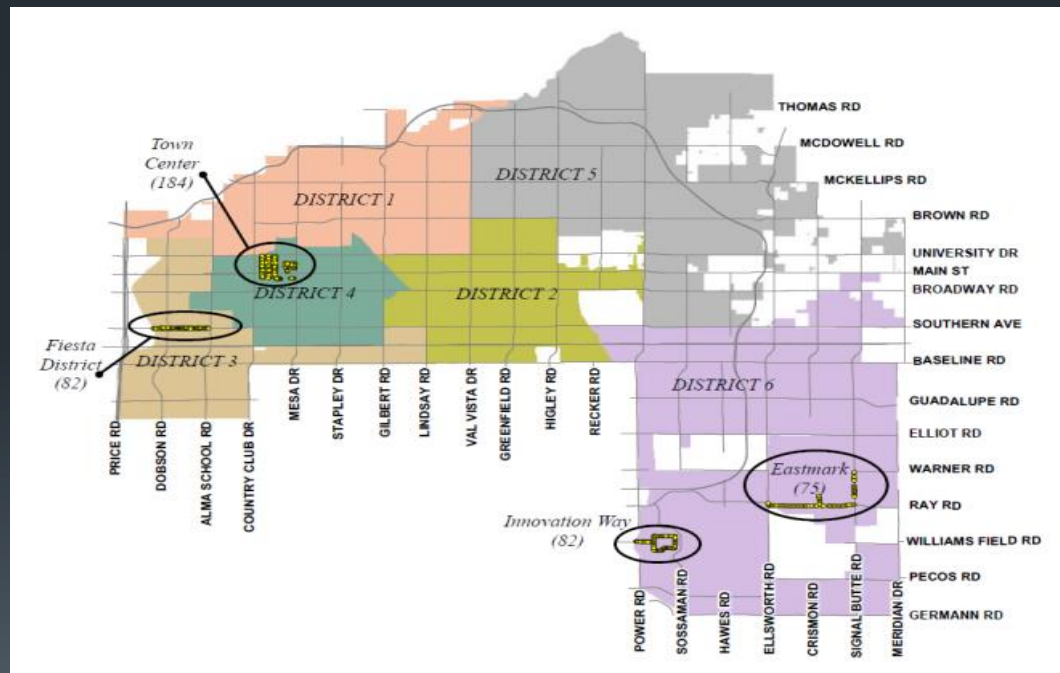 THOMAS RD
Town
Center
(184)
MCDOWELL RD
DISTRICT 5
MCKELLIPS RD
DISTRICT 1
BROWN RD
UNIVERSITY DR
MAIN ST
DISTRICT 4
DISTRICT 2
BROADWAY RD
SOUTHERN AVE
Fiesta
District
(82)
DISTRICT 3
BASELINE RD
DISTRICT 6
GUADALUPE RD
PRICE RD
DOBSON RD
ALMA SCHOOL RD
COUNTRY CLUB DR
MESA DR
STAPLEY DR
GILBERT RD
LINDSAY RD
VAL VISTA DR
GREENFIELD RD
HIGLEY RD
RECKER RD
ELLIOT RD
Eastmark
(75)
WARNER RD
RAY RD
Innovation Way
(82)
WILLIAMS FIELD RD
PECOS RD
GERMANN RD
POWER RD
SOSSAMAN RD
HAWES RD
ELLSWORTH RD
CRISMON RD
SIGNAL BUTTE RD
MERIDIAN DR